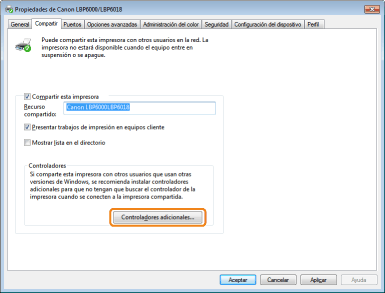 Propiedades de Canon LBP6000/LBP6018
General Compartir Puertos Opciones avanzadas Administración del color Seguridad Configuración del dispositivo Perfil
Puede compartir esta impresora con otros usuarios en la red. La
impresora no estará disponible cuando el equipo entre en
suspensión o se apague.
Compartir esta impresora
Recurso
compartido:
Canon LBP6000/LBP6018
Presentar trabajos de impresión en equipos cliente
Mostrar lista en el directorio
Controladores
Si comparte esta impresora con otros usuarios que usan otras
versiones de Windows, se recomienda instalar controladores
adicionales para que no tengan que buscar el controlador de la
impresora cuando se conecten a la impresora compartida.
Controladores adicionales...
Aceptar Cancelar Aplicar Ayuda